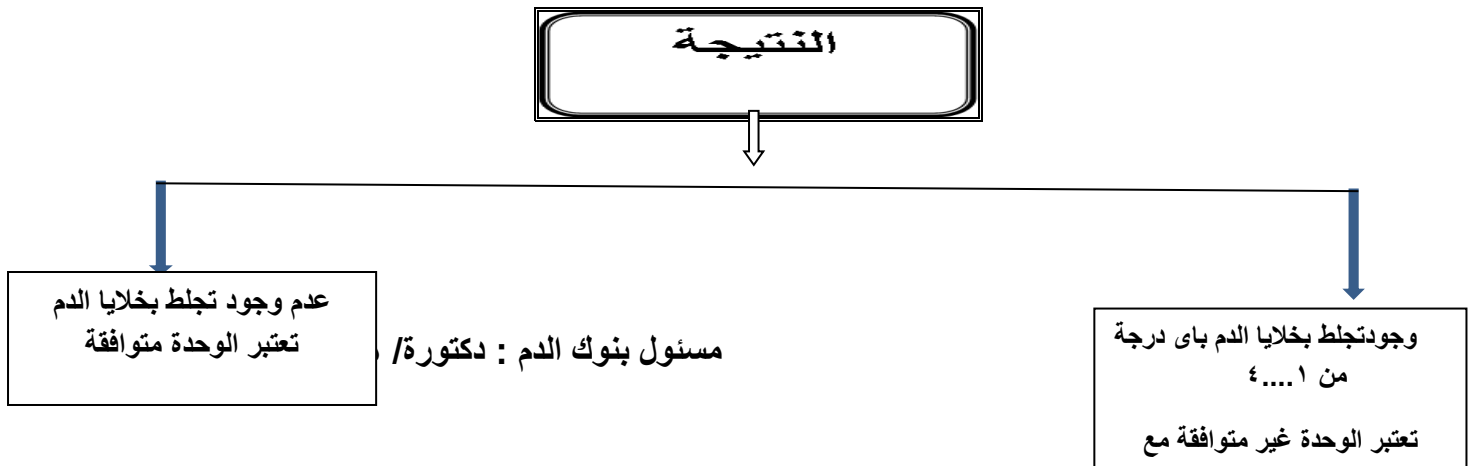 النتيجة
وجودتجلط بخلايا الدم باى درجة
من ١....٤
تعتبر الوحدة غير متوافقة مع
عدم وجود تجلط بخلايا الدم
تعتبر الوحدة متوافقة
مسئول بنوك الدم : دكتورة/